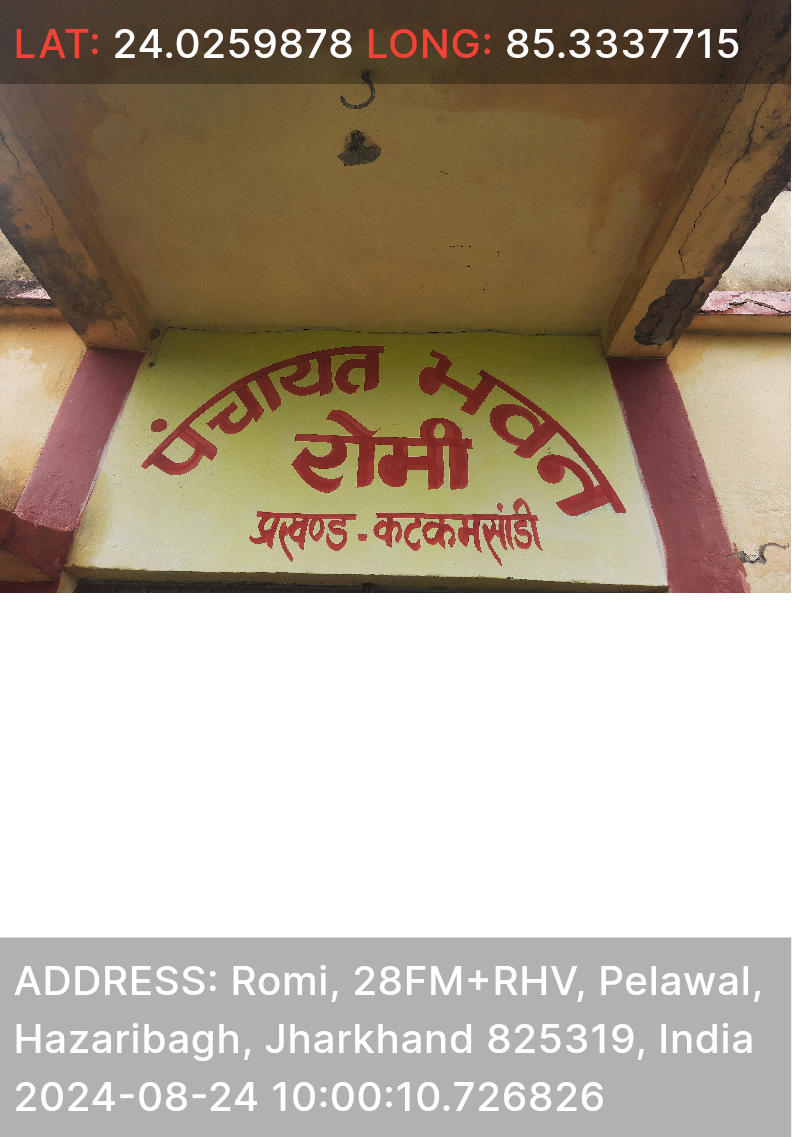 LAT: 24.0259878 LONG: 85.3337715
पंचायत भवन
रोमी
प्रखण्ड - कटकमसांडी
ADDRESS: Romi, 28FM+RHV, Pelawal,
Hazaribagh, Jharkhand 825319, India
2024-08-24 10:00:10.726826